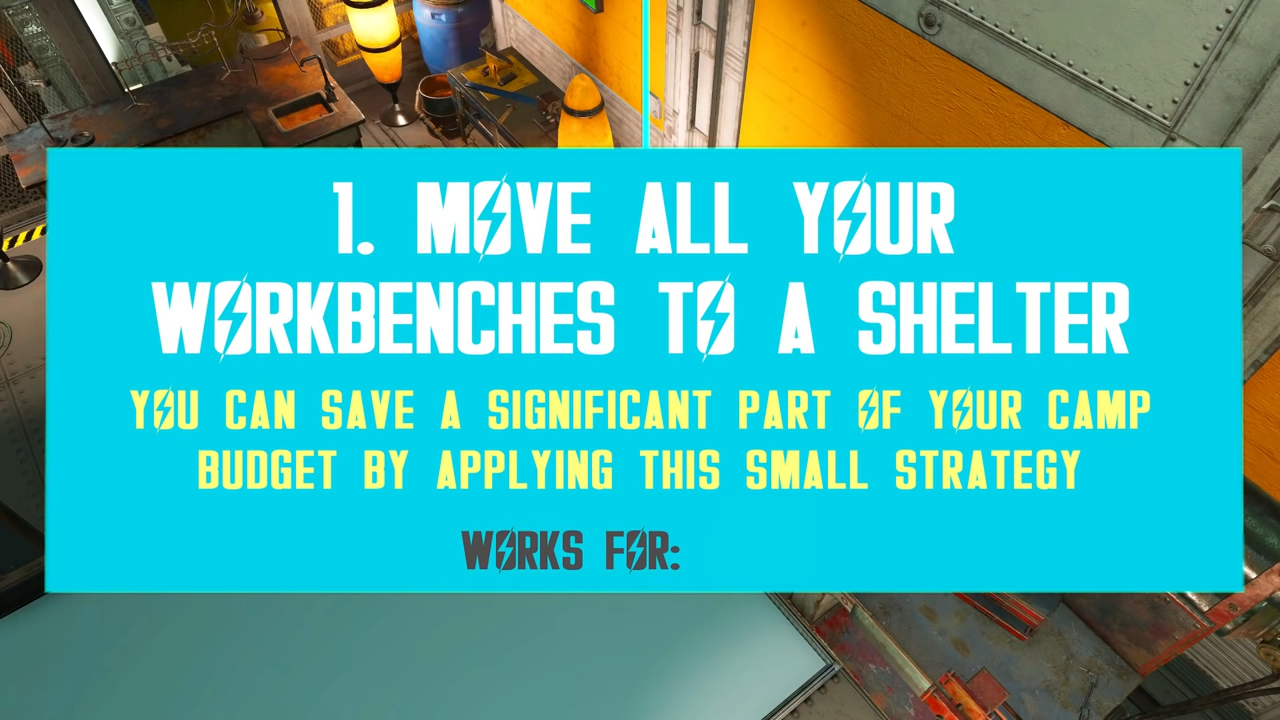 1. MOVE ALL YOUR
WORKBENCHES TO A SHELTER
YOU CAN SAVE A SIGNIFICANT PART OF YOUR CAMP
BUDGET BY APPLYING THIS SMALL STRATEGY
WORKS FOR: